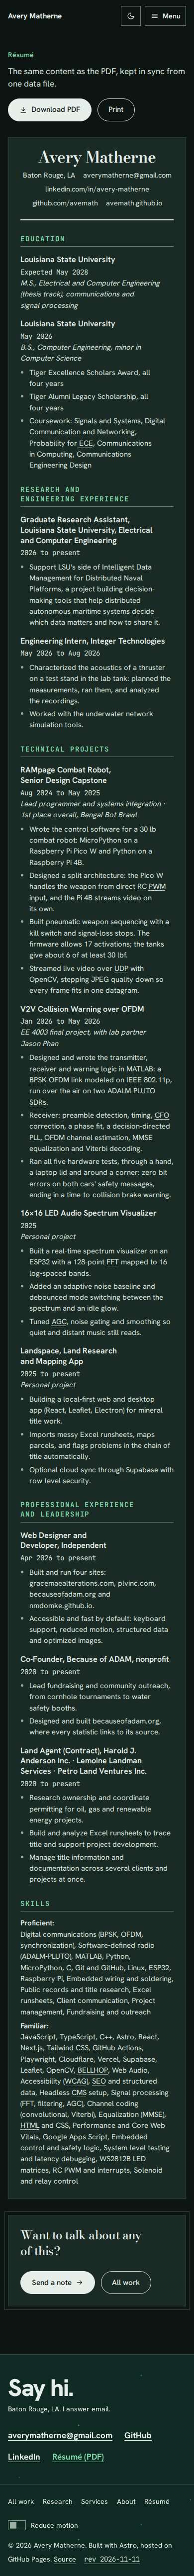 Avery Matherne
Menu
Résumé
The same content as the PDF, kept in sync from
one data file.
Download PDF
Print
Avery Matherne
Baton Rouge, LA averymatherne@gmail.com
linkedin.com/in/avery-matherne
github.com/avemath avemath.github.io
EDUCATION
Louisiana State University
Expected May 2028
M.S., Electrical and Computer Engineering
(thesis track), communications and
signal processing
Louisiana State University
May 2026
B.S., Computer Engineering, minor in
Computer Science
Tiger Excellence Scholars Award, all
four years
Tiger Alumni Legacy Scholarship, all
four years
Coursework: Signals and Systems, Digital
Communication and Networking,
Probability for ECE, Communications
in Computing, Communications
Engineering Design
RESEARCH AND
ENGINEERING EXPERIENCE
Graduate Research Assistant,
Louisiana State University, Electrical
and Computer Engineering
2026 to present
Support LSU's side of Intelligent Data
Management for Distributed Naval
Platforms, a project building decision-
making tools that help distributed
autonomous maritime systems decide
which data matters and how to share it.
Engineering Intern, Integer Technologies
May 2026 to Aug 2026
Characterized the acoustics of a thruster
on a test stand in the lab tank: planned the
measurements, ran them, and analyzed
the recordings.
Worked with the underwater network
simulation tools.
TECHNICAL PROJECTS
RAMpage Combat Robot,
Senior Design Capstone
Aug 2024 to May 2025
Lead programmer and systems integration ·
1st place overall, Bengal Bot Brawl
Wrote the control software for a 30 lb
combat robot: MicroPython on a
Raspberry Pi Pico W and Python on a
Raspberry Pi 4B.
Designed a split architecture: the Pico W
handles the weapon from direct RC PWM
input, and the Pi 4B streams video on
its own.
Built pneumatic weapon sequencing with a
kill switch and signal-loss stops. The
firmware allows 17 activations; the tanks
give about 6 at around 30 lbf.
Streamed live video over UDP with
OpenCV, stepping JPEG quality down so
every frame fits in one datagram.
V2V Collision Warning over OFDM
Jan 2026 to May 2026
EE 4003 final project, with lab partner
Jason Phan
Designed and wrote the transmitter,
receiver and warning logic in MATLAB: a
BPSK-OFDM link modeled on IEEE 802.11p,
run over the air on two ADALM-PLUTO
SDRs.
Receiver: preamble detection, timing, CFO
correction, a phase fit, a decision-directed
PLL, OFDM channel estimation, MMSE
equalization and Viterbi decoding.
Ran all five hardware tests, through a hand,
a laptop lid and around a corner: zero bit
errors on both cars' safety messages,
ending in a time-to-collision brake warning.
16×16 LED Audio Spectrum Visualizer
2025
Personal project
Built a real-time spectrum visualizer on an
ESP32 with a 128-point FFT mapped to 16
log-spaced bands.
Added an adaptive noise baseline and
debounced mode switching between the
spectrum and an idle glow.
Tuned AGC, noise gating and smoothing so
quiet and distant music still reads.
Landspace, Land Research
and Mapping App
2025 to present
Personal project
Building a local-first web and desktop
app (React, Leaflet, Electron) for mineral
title work.
Imports messy Excel runsheets, maps
parcels, and flags problems in the chain of
title automatically.
Optional cloud sync through Supabase with
row-level security.
PROFESSIONAL EXPERIENCE
AND LEADERSHIP
Web Designer and
Developer, Independent
Apr 2026 to present
Built and run four sites:
gracemaealterations.com, plvinc.com,
becauseofadam.org and
nmdomke.github.io.
Accessible and fast by default: keyboard
support, reduced motion, structured data
and optimized images.
Co-Founder, Because of ADAM, nonprofit
2020 to present
Lead fundraising and community outreach,
from cornhole tournaments to water
safety booths.
Designed and built becauseofadam.org,
where every statistic links to its source.
Land Agent (Contract), Harold J.
Anderson Inc. · Lemoine Landman
Services · Petro Land Ventures Inc.
2020 to present
Research ownership and coordinate
permitting for oil, gas and renewable
energy projects.
Build and analyze Excel runsheets to trace
title and support project development.
Manage title information and
documentation across several clients and
projects at once.
SKILLS
Proficient:
Digital communications (BPSK, OFDM,
synchronization), Software-defined radio
(ADALM-PLUTO), MATLAB, Python,
MicroPython, C, Git and GitHub, Linux, ESP32,
Raspberry Pi, Embedded wiring and soldering,
Public records and title research, Excel
runsheets, Client communication, Project
management, Fundraising and outreach
Familiar:
JavaScript, TypeScript, C++, Astro, React,
Next.js, Tailwind CSS, GitHub Actions,
Playwright, Cloudflare, Vercel, Supabase,
Leaflet, OpenCV, BELLHOP, Web Audio,
Accessibility (WCAG), SEO and structured
data, Headless CMS setup, Signal processing
(FFT, filtering, AGC), Channel coding
(convolutional, Viterbi), Equalization (MMSE),
HTML and CSS, Performance and Core Web
Vitals, Google Apps Script, Embedded
control and safety logic, System-level testing
and latency debugging, WS2812B LED
matrices, RC PWM and interrupts, Solenoid
and relay control
Want to talk about any
of this?
Send a note
All work
Say hi.
Baton Rouge, LA. I answer email.
averymatherne@gmail.com GitHub
LinkedIn Résumé (PDF)
All work Research Services About Résumé
Reduce motion
© 2026 Avery Matherne. Built with Astro, hosted on
GitHub Pages. Source rev 2026-11-11